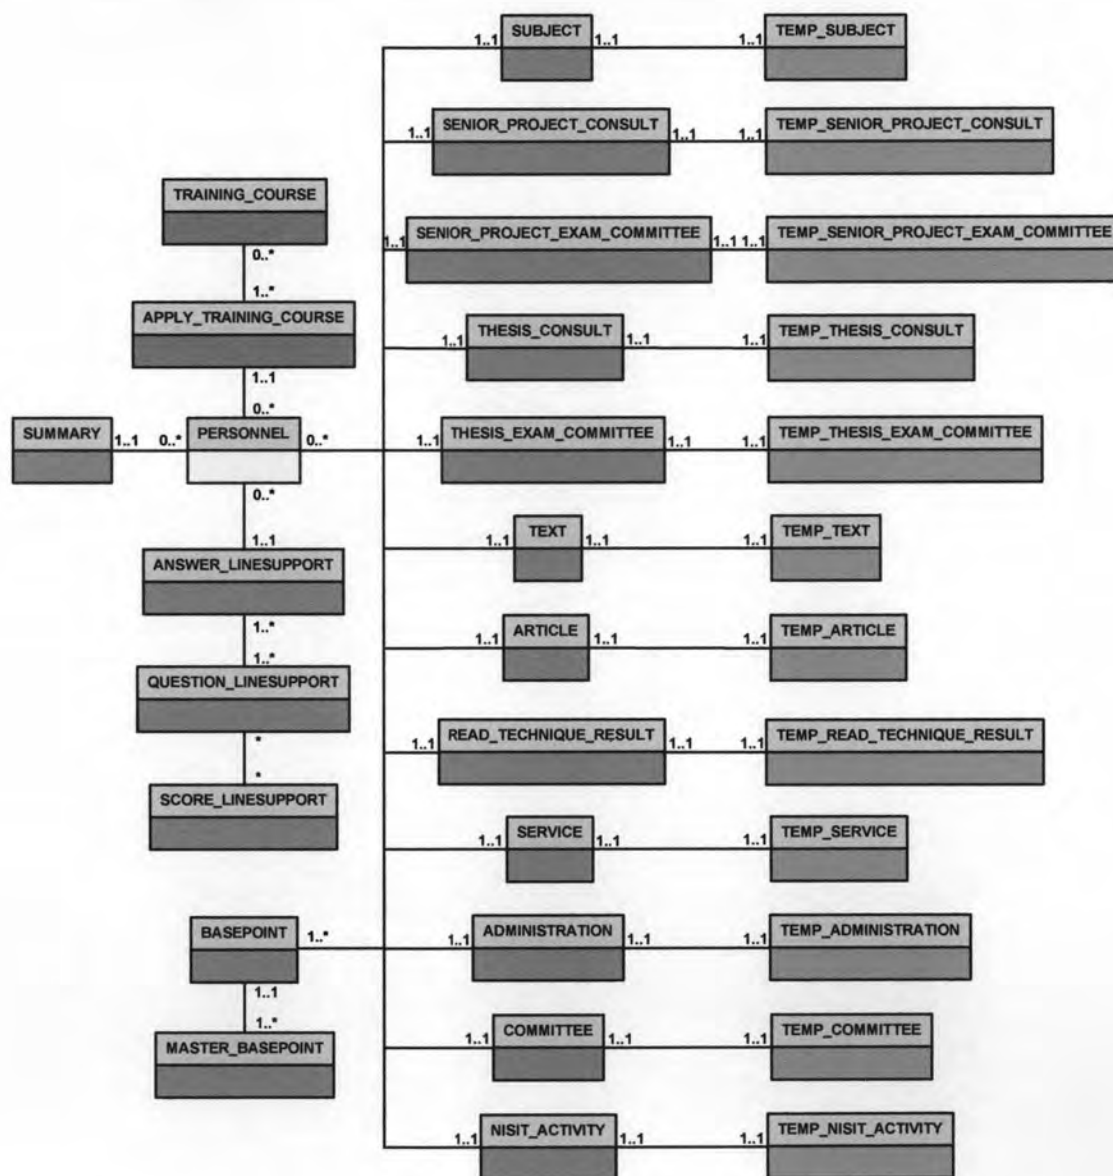 1..1 SUBJECT 1..1 1..1 TEMP_SUBJECT
1..1 SENIOR_PROJECT_CONSULT 1..1 1..1 TEMP_SENIOR_PROJECT_CONSULT
TRAINING_COURSE
0..*
1..1 SENIOR_PROJECT_EXAM_COMMITTEE 1..1 1..1 TEMP_SENIOR_PROJECT_EXAM_COMMITTEE
1..*
APPLY_TRAINING_COURSE
1..1
1..1 THESIS_CONSULT 1..1 1..1 TEMP_THESIS_CONSULT
0..*
SUMMARY 1..1 0..* PERSONNEL 0..* 1..1 THESIS_EXAM_COMMITTEE 1..1 1..1 TEMP_THESIS_EXAM_COMMITTEE
0..*
1..1
1..1 TEXT 1..1 1..1 TEMP_TEXT
ANSWER_LINESUPPORT
1..*
1..*
1..1 ARTICLE 1..1 1..1 TEMP_ARTICLE
QUESTION_LINESUPPORT
*
*
1..1 READ_TECHNIQUE_RESULT 1..1 1..1 TEMP_READ_TECHNIQUE_RESULT
SCORE_LINESUPPORT
1..1 SERVICE 1..1 1..1 TEMP_SERVICE
BASEPOINT 1..* 1..1 ADMINISTRATION 1..1 1..1 TEMP_ADMINISTRATION
1..1
1..*
MASTER_BASEPOINT
1..1 COMMITTEE 1..1 1..1 TEMP_COMMITTEE
1..1 NISIT_ACTIVITY 1..1 1..1 TEMP_NISIT_ACTIVITY